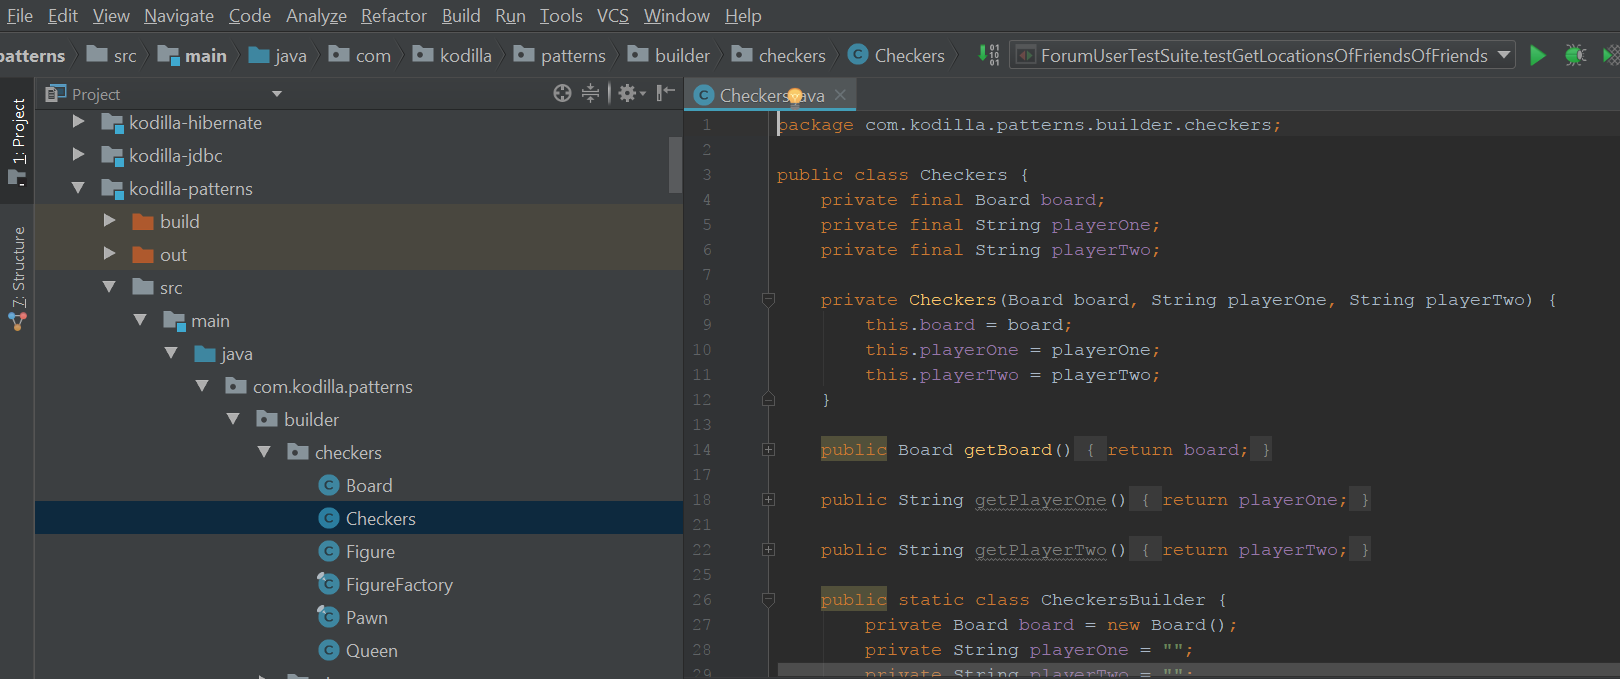 File Edit View Navigate Code Analyze Refactor Build Run Tools VCS Window Help
patterns src main java com kodilla patterns builder checkers Checkers ForumUserTestSuite.testGetLocationsOfFriendsOfFriends
1: Project
7: Structure
Project
kodilla-hibernate
kodilla-jdbc
kodilla-patterns
build
out
src
main
java
com.kodilla.patterns
builder
checkers
Board
Checkers
Figure
FigureFactory
Pawn
Queen
Checkers.java
1 package com.kodilla.patterns.builder.checkers;
2
3 public class Checkers {
4 private final Board board;
5 private final String playerOne;
6 private final String playerTwo;
7
8 private Checkers(Board board, String playerOne, String playerTwo) {
9 this.board = board;
10 this.playerOne = playerOne;
11 this.playerTwo = playerTwo;
12 }
13
14 public Board getBoard() { return board; }
17
18 public String getPlayerOne() { return playerOne; }
21
22 public String getPlayerTwo() { return playerTwo; }
25
26 public static class CheckersBuilder {
27 private Board board = new Board();
28 private String playerOne = "";
29 private String playerTwo = "";